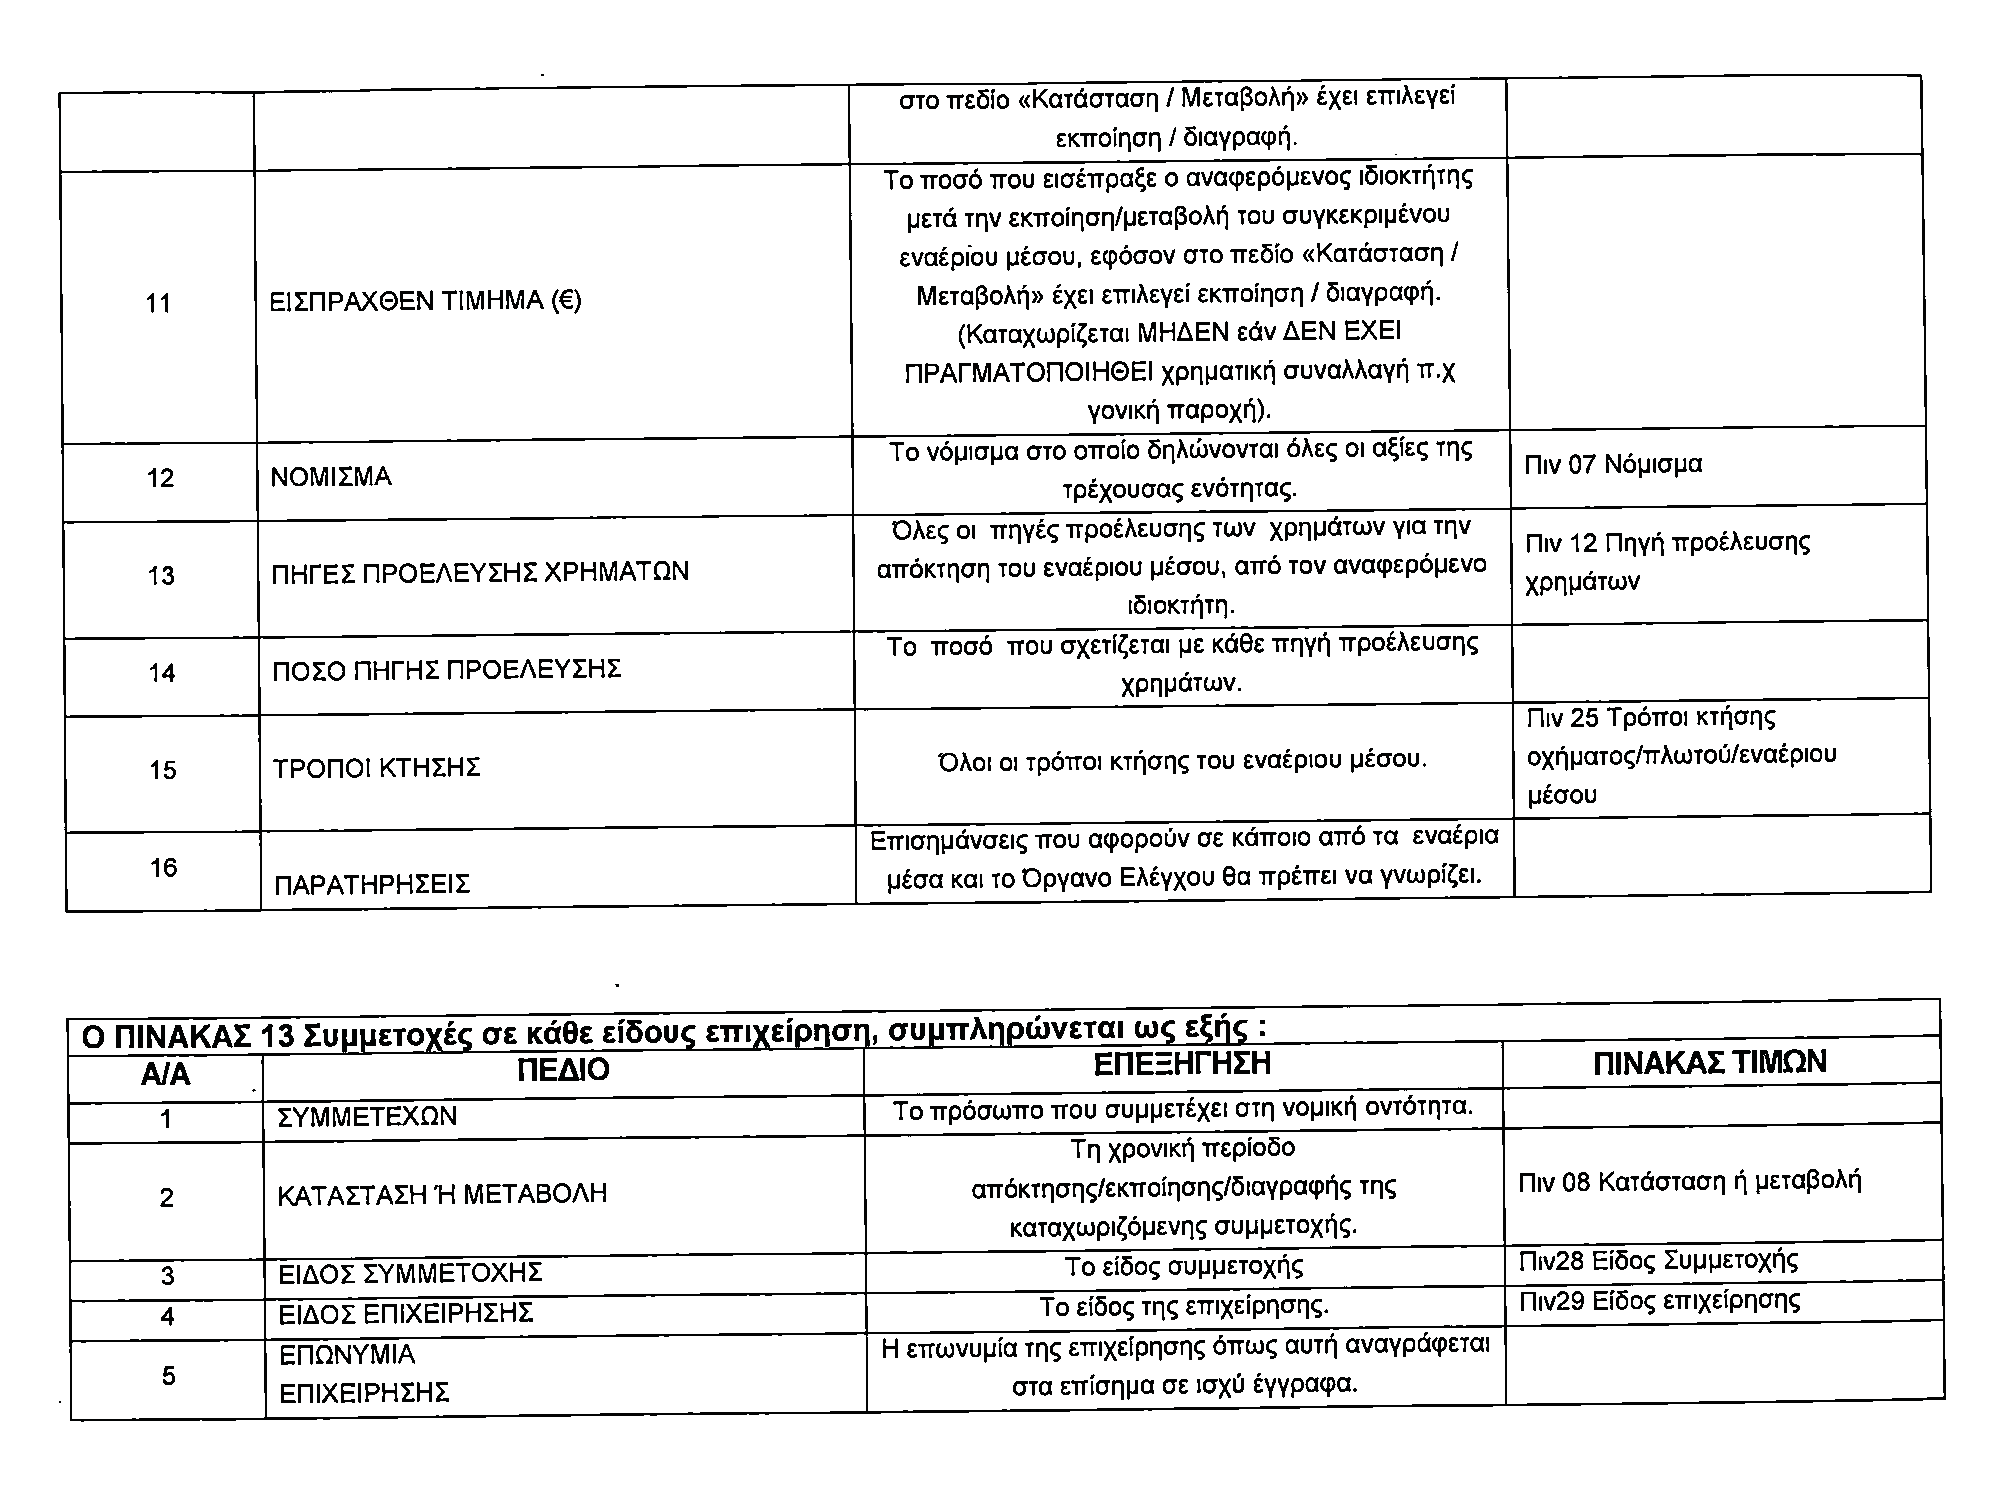 στο πεδίο «Κατάσταση / Μεταβολή» έχει επιλεγεί
εκποίηση / διαγραφή.
11
ΕΙΣΠΡΑΧΘΕΝ ΤΙΜΗΜΑ (€)
Το ποσό που εισέπραξε ο αναφερόμενος ιδιοκτήτης
μετά την εκποίηση/μεταβολή του συγκεκριμένου
εναέριου μέσου, εφόσον στο πεδίο «Κατάσταση /
Μεταβολή» έχει επιλεγεί εκποίηση / διαγραφή.
(Καταχωρίζεται ΜΗΔΕΝ εάν ΔΕΝ ΕΧΕΙ
ΠΡΑΓΜΑΤΟΠΟΙΗΘΕΙ χρηματική συναλλαγή π.χ
γονική παροχή).
12
ΝΟΜΙΣΜΑ
Το νόμισμα στο οποίο δηλώνονται όλες οι αξίες της
τρέχουσας ενότητας.
Πιν 07 Νόμισμα
13
ΠΗΓΕΣ ΠΡΟΕΛΕΥΣΗΣ ΧΡΗΜΑΤΩΝ
Όλες οι πηγές προέλευσης των χρημάτων για την
απόκτηση του εναέριου μέσου, από τον αναφερόμενο
ιδιοκτήτη.
Πιν 12 Πηγή προέλευσης
χρημάτων
14
ΠΟΣΟ ΠΗΓΗΣ ΠΡΟΕΛΕΥΣΗΣ
Το ποσό που σχετίζεται με κάθε πηγή προέλευσης
χρημάτων.
15
ΤΡΟΠΟΙ ΚΤΗΣΗΣ
Όλοι οι τρόποι κτήσης του εναέριου μέσου.
Πιν 25 Τρόποι κτήσης
οχήματος/πλωτού/εναέριου
μέσου
16
ΠΑΡΑΤΗΡΗΣΕΙΣ
Επισημάνσεις που αφορούν σε κάποιο από τα εναέρια
μέσα και το Όργανο Ελέγχου θα πρέπει να γνωρίζει.
Ο ΠΙΝΑΚΑΣ 13 Συμμετοχές σε κάθε είδους επιχείρηση, συμπληρώνεται ως εξής :
Α/Α
ΠΕΔΙΟ
ΕΠΕΞΗΓΗΣΗ
ΠΙΝΑΚΑΣ ΤΙΜΩΝ
1
ΣΥΜΜΕΤΕΧΩΝ
Το πρόσωπο που συμμετέχει στη νομική οντότητα.
2
ΚΑΤΑΣΤΑΣΗ Ή ΜΕΤΑΒΟΛΗ
Τη χρονική περίοδο
απόκτησης/εκποίησης/διαγραφής της
καταχωριζόμενης συμμετοχής.
Πιν 08 Κατάσταση ή μεταβολή
3
ΕΙΔΟΣ ΣΥΜΜΕΤΟΧΗΣ
Το είδος συμμετοχής
Πιν28 Είδος Συμμετοχής
4
ΕΙΔΟΣ ΕΠΙΧΕΙΡΗΣΗΣ
Το είδος της επιχείρησης.
Πιν29 Είδος επιχείρησης
5
ΕΠΩΝΥΜΙΑ
ΕΠΙΧΕΙΡΗΣΗΣ
Η επωνυμία της επιχείρησης όπως αυτή αναγράφεται
στα επίσημα σε ισχύ έγγραφα.